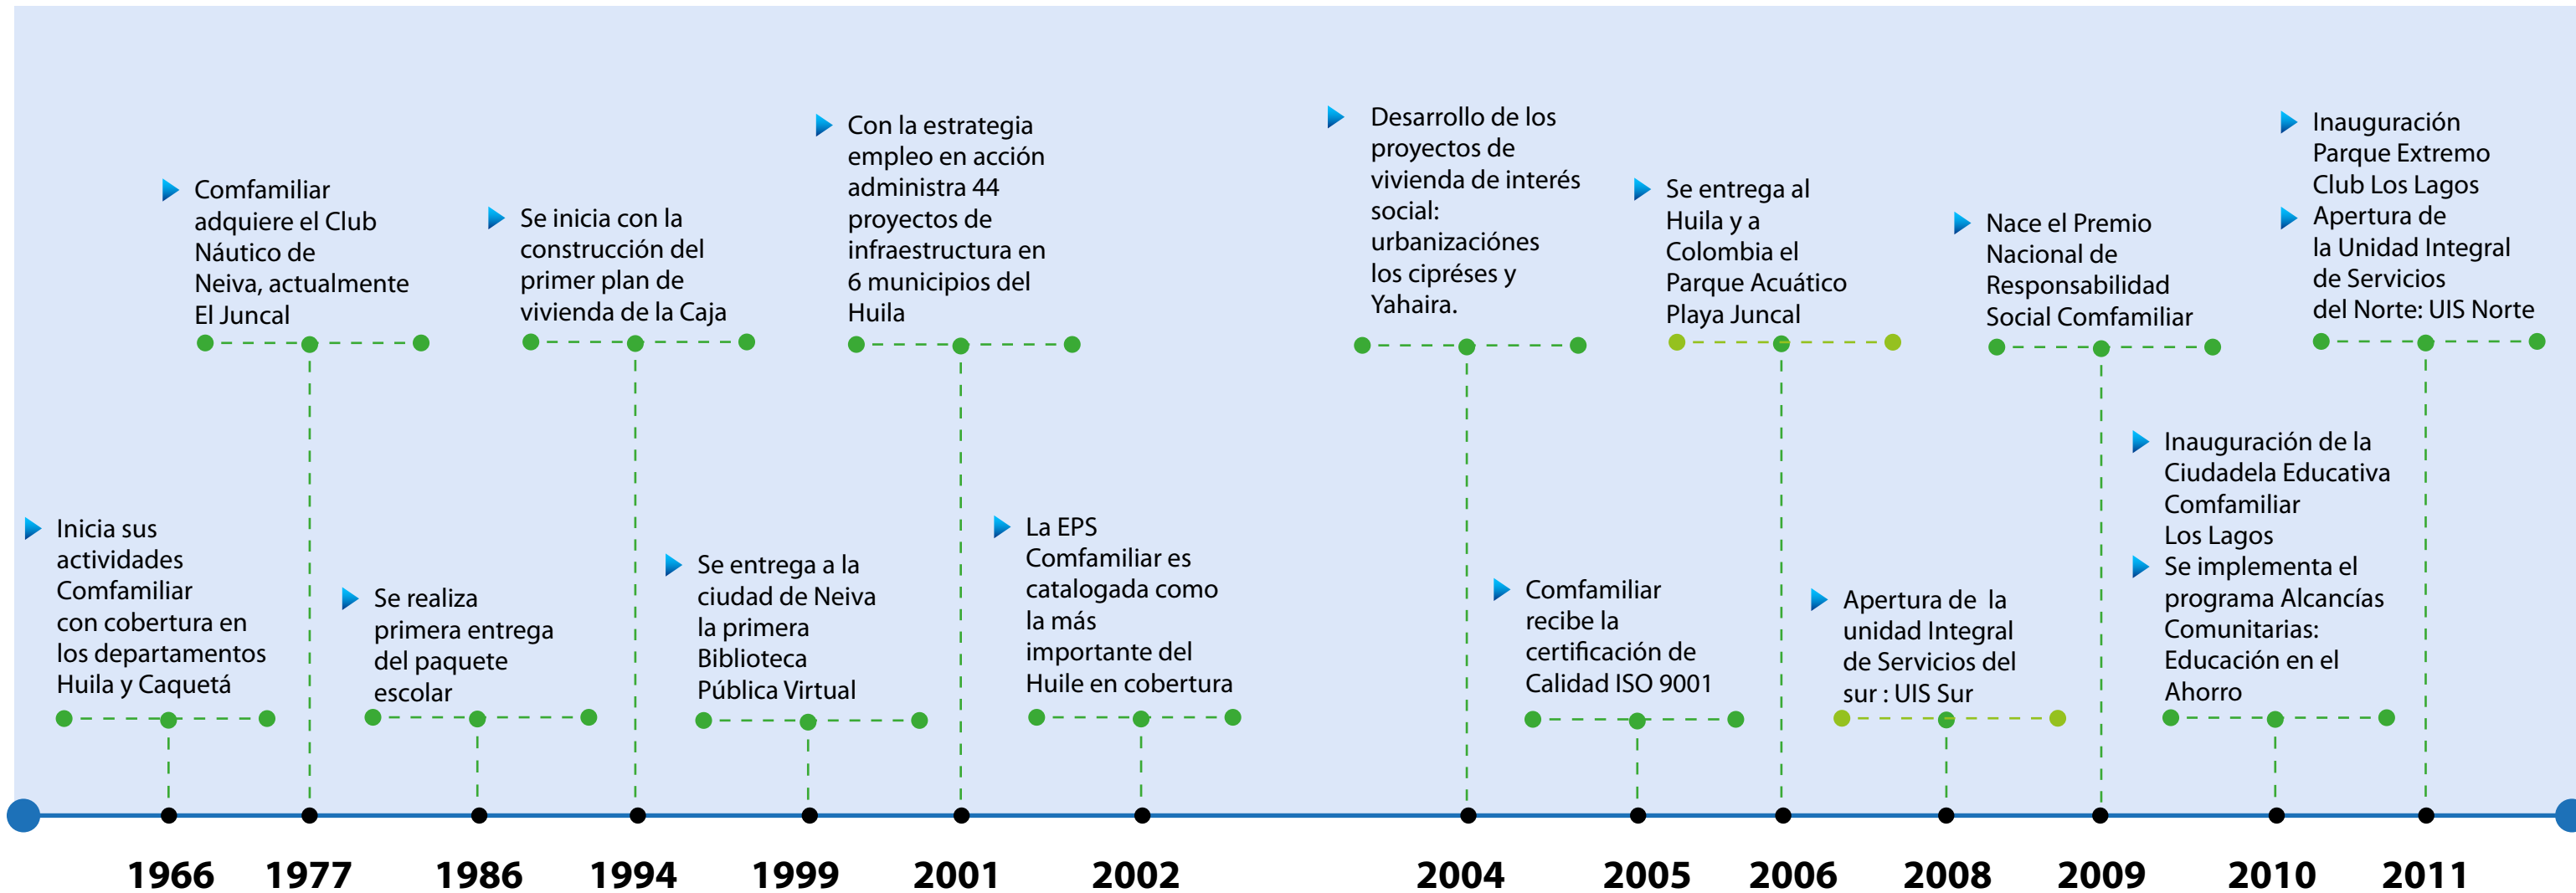 Inicia sus
actividades
Comfamiliar
con cobertura en
los departamentos
Huila y Caquetá
Comfamiliar
adquiere el Club
Náutico de
Neiva, actualmente
El Juncal
Se realiza
primera entrega
del paquete
escolar
Se inicia con la
construcción del
primer plan de
vivienda de la Caja
Se entrega a la
ciudad de Neiva
la primera
Biblioteca
Pública Virtual
Con la estrategia
empleo en acción
administra 44
proyectos de
infraestructura en
6 municipios del
Huila
La EPS
Comfamiliar es
catalogada como
la más
importante del
Huile en cobertura
Desarrollo de los
proyectos de
vivienda de interés
social:
urbanizaciónes
los cipréses y
Yahaira.
Comfamiliar
recibe la
certificación de
Calidad ISO 9001
Se entrega al
Huila y a
Colombia el
Parque Acuático
Playa Juncal
Apertura de  la
unidad Integral
de Servicios del
sur : UIS Sur
Nace el Premio
Nacional de
Responsabilidad
Social Comfamiliar
Inauguración de la
Ciudadela Educativa
Comfamiliar
Los Lagos
Se implementa el
programa Alcancías
Comunitarias:
Educación en el
Ahorro
Inauguración
Parque Extremo
Club Los Lagos
Apertura de
la Unidad Integral
de Servicios
del Norte: UIS Norte
1966 1977 1986 1994 1999 2001 2002 2004 2005 2006 2008 2009 2010 2011